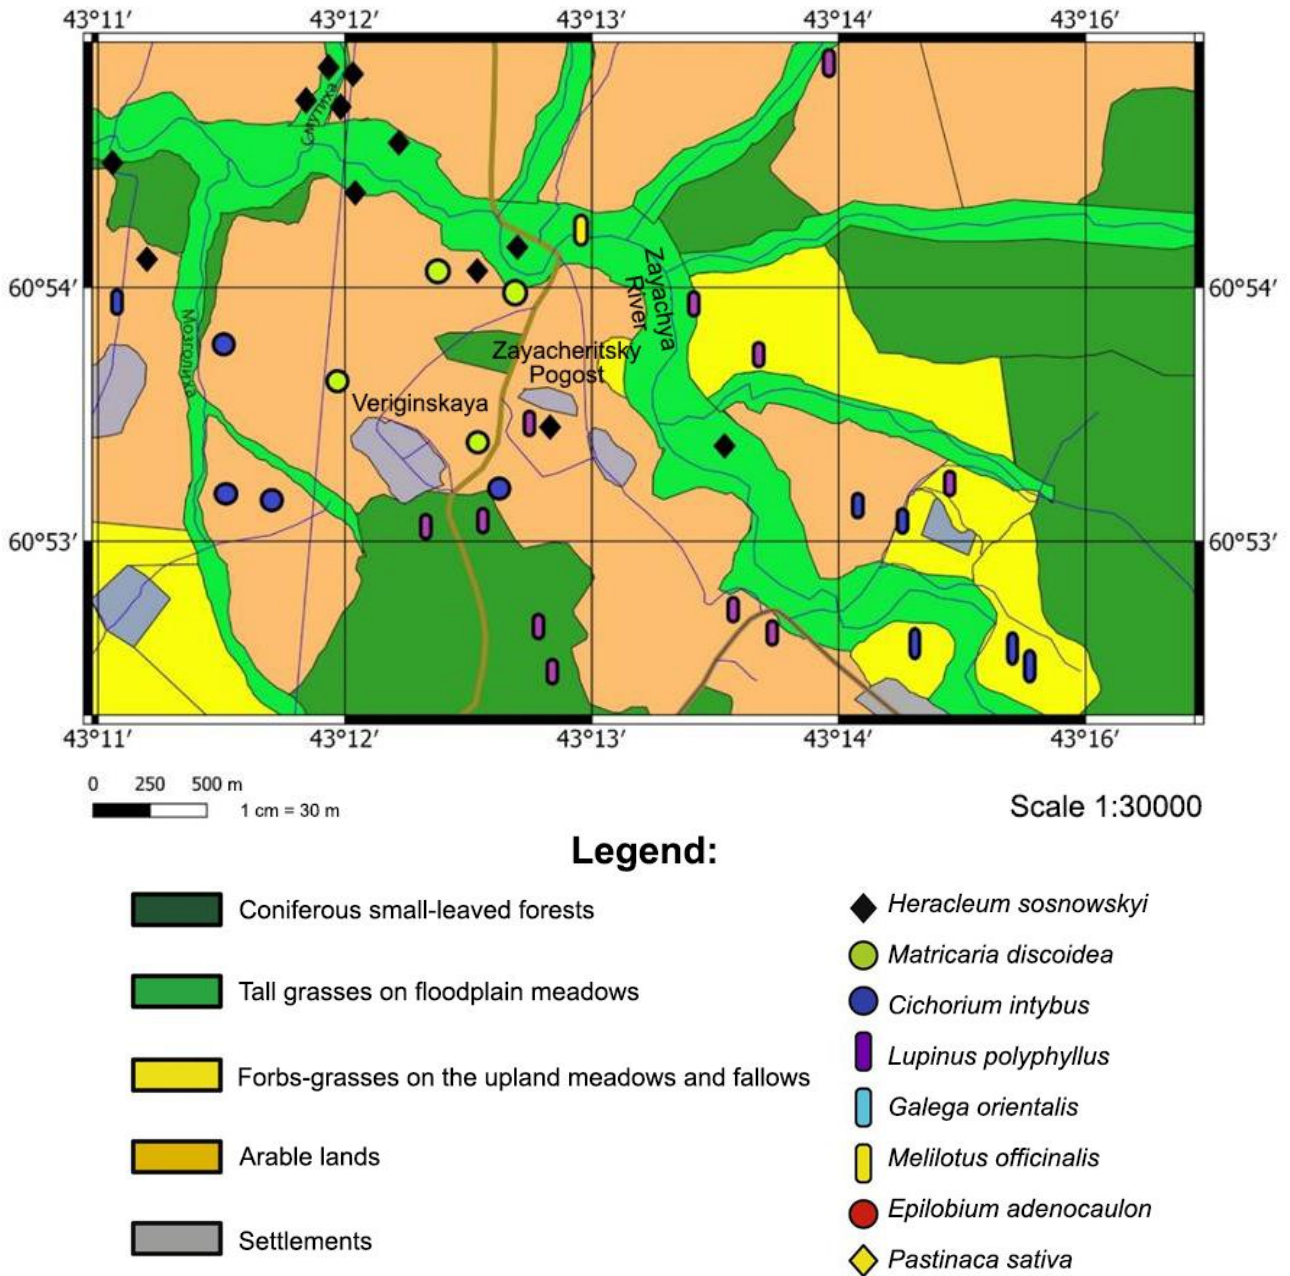 43°11′ 43°12′ 43°13′ 43°14′ 43°16′
Смутиха
Zayachya
River
60°54′ 60°54′
Мозголиха
Zayacheritsky
Pogost
Veriginskaya
60°53′ 60°53′
43°11′ 43°12′ 43°13′ 43°14′ 43°16′
0 250 500 m
1 cm = 30 m
Scale 1:30000
Legend:
Coniferous small-leaved forests
Tall grasses on floodplain meadows
Forbs-grasses on the upland meadows and fallows
Arable lands
Settlements
Heracleum sosnowskyi
Matricaria discoidea
Cichorium intybus
Lupinus polyphyllus
Galega orientalis
Melilotus officinalis
Epilobium adenocaulon
Pastinaca sativa